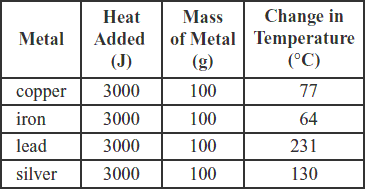 Metal Heat Added (J) Mass of Metal (g) Change in Temperature (°C)
copper 3000 100 77
iron 3000 100 64
lead 3000 100 231
silver 3000 100 130